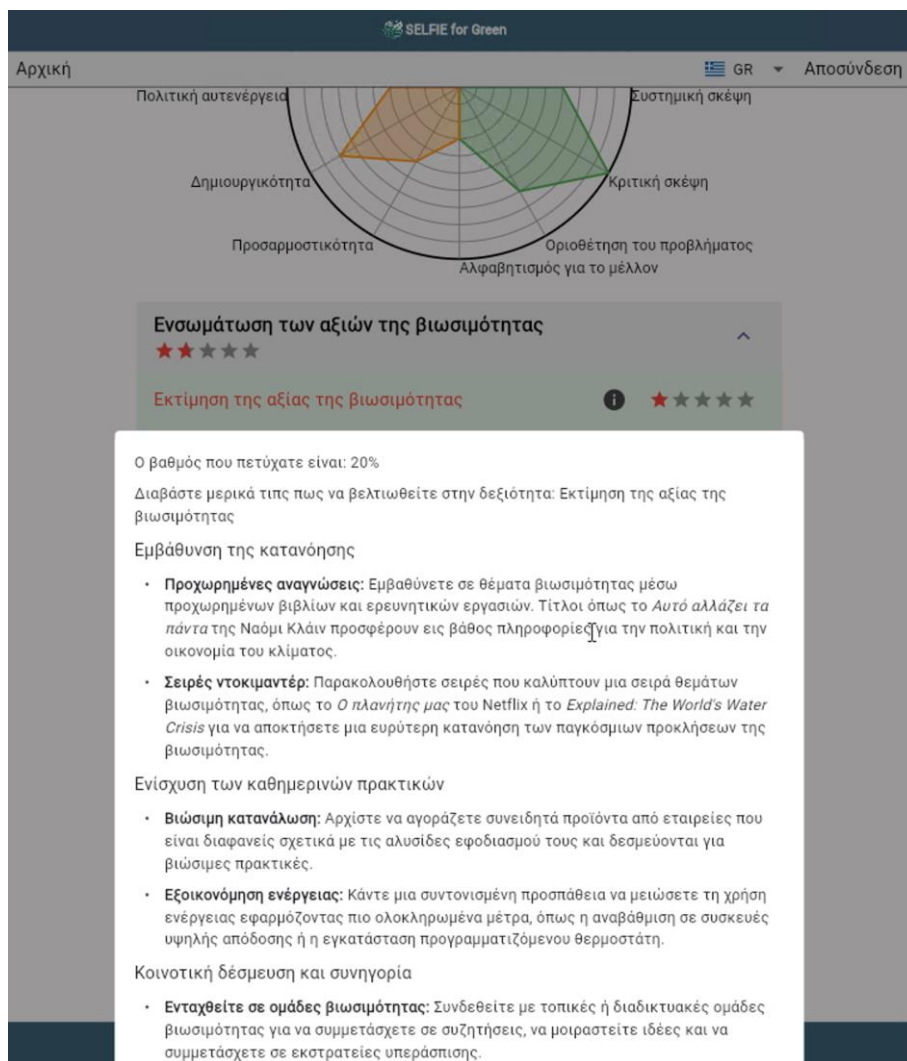 SELFIE for Green
Αρχική
GR
Αποσύνδεση
Πολιτική αυτενέργεια
Συστημική σκέψη
Δημιουργικότητα
Κριτική σκέψη
Προσαρμοστικότητα
Οριοθέτηση του προβλήματος
Αλφαβητισμός για το μέλλον
Ενσωμάτωση των αξιών της βιωσιμότητας
Εκτίμηση της αξίας της βιωσιμότητας
Ο βαθμός που πετύχατε είναι: 20%
Διαβάστε μερικά τιπς πως να βελτιωθείτε στην δεξιότητα: Εκτίμηση της αξίας της
βιωσιμότητας
Εμβάθυνση της κατανόησης
• Προχωρημένες αναγνώσεις: Εμβαθύνετε σε θέματα βιωσιμότητας μέσω
προχωρημένων βιβλίων και ερευνητικών εργασιών. Τίτλοι όπως το Αυτό αλλάζει τα
πάντα της Ναόμι Κλάιν προσφέρουν εις βάθος πληροφορίες για την πολιτική και την
οικονομία του κλίματος.
• Σειρές ντοκιμαντέρ: Παρακολουθήστε σειρές που καλύπτουν μια σειρά θεμάτων
βιωσιμότητας, όπως το Ο πλανήτης μας του Netflix ή το Explained: The World's Water
Crisis για να αποκτήσετε μια ευρύτερη κατανόηση των παγκόσμιων προκλήσεων της
βιωσιμότητας.
Ενίσχυση των καθημερινών πρακτικών
• Βιώσιμη κατανάλωση: Αρχίστε να αγοράζετε συνειδητά προϊόντα από εταιρείες που
είναι διαφανείς σχετικά με τις αλυσίδες εφοδιασμού τους και δεσμεύονται για
βιώσιμες πρακτικές.
• Εξοικονόμηση ενέργειας: Κάντε μια συντονισμένη προσπάθεια να μειώσετε τη χρήση
ενέργειας εφαρμόζοντας πιο ολοκληρωμένα μέτρα, όπως η αναβάθμιση σε συσκευές
υψηλής απόδοσης ή η εγκατάσταση προγραμματιζόμενου θερμοστάτη.
Κοινοτική δέσμευση και συνηγορία
• Ενταχθείτε σε ομάδες βιωσιμότητας: Συνδεθείτε με τοπικές ή διαδικτυακές ομάδες
βιωσιμότητας για να συμμετάσχετε σε συζητήσεις, να μοιραστείτε ιδέες και να
συμμετάσχετε σε εκστρατείες υπεράσπισης.